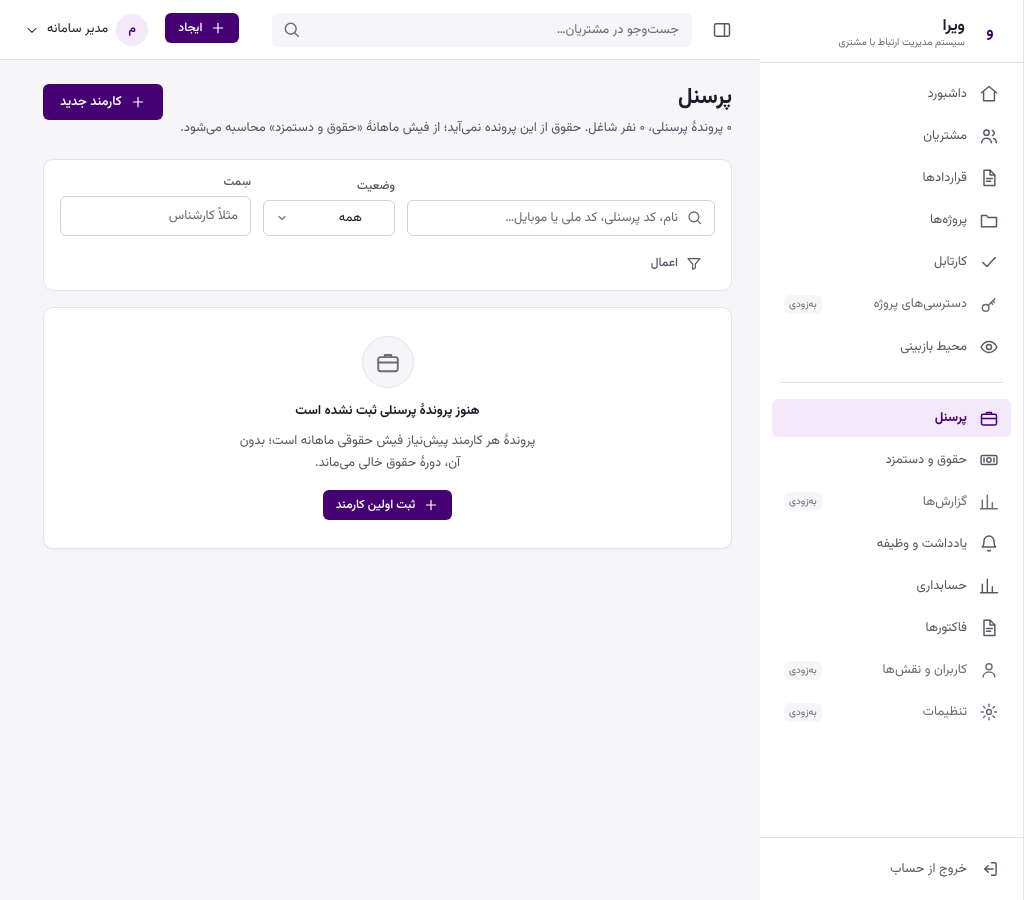 و
ویرا
سیستم مدیریت ارتباط با مشتری
داشبورد
مشتریان
قراردادها
پروژه‌ها
کارتابل
دسترسی‌های پروژه
به‌زودی
محیط بازبینی
پرسنل
حقوق و دستمزد
گزارش‌ها
به‌زودی
یادداشت و وظیفه
حسابداری
فاکتورها
کاربران و نقش‌ها
به‌زودی
تنظیمات
به‌زودی
خروج از حساب
جست‌وجو در مشتریان…
ایجاد
م
مدیر سامانه
پرسنل
۰ پروندهٔ پرسنلی، ۰ نفر شاغل. حقوق از این پرونده نمی‌آید؛ از فیش ماهانهٔ «حقوق و دستمزد» محاسبه می‌شود.
کارمند جدید
نام، کد پرسنلی، کد ملی یا موبایل…
وضعیت
همه
سِمت
مثلاً کارشناس
اعمال
هنوز پروندهٔ پرسنلی ثبت نشده است
پروندهٔ هر کارمند پیش‌نیاز فیش حقوقی ماهانه است؛ بدون
آن، دورهٔ حقوق خالی می‌ماند.
ثبت اولین کارمند